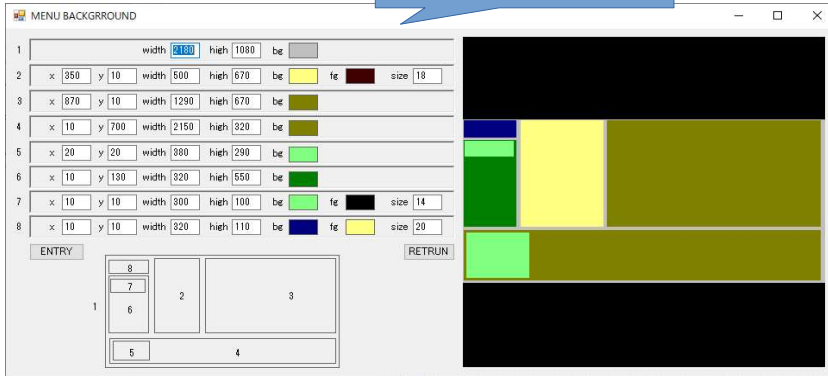 MENU BACKGRROUND
1 width 2180 high 1080 bg
2 x 350 y 10 width 500 high 670 bg fg size 18
3 x 870 y 10 width 1290 high 670 bg
4 x 10 y 700 width 2150 high 320 bg
5 x 20 y 20 width 380 high 290 bg
6 x 10 y 130 width 320 high 550 bg
7 x 10 y 10 width 300 high 100 bg fg size 14
8 x 10 y 10 width 320 high 110 bg fg size 20
ENTRY RETRUN
8
7
2 3
1 6
5 4